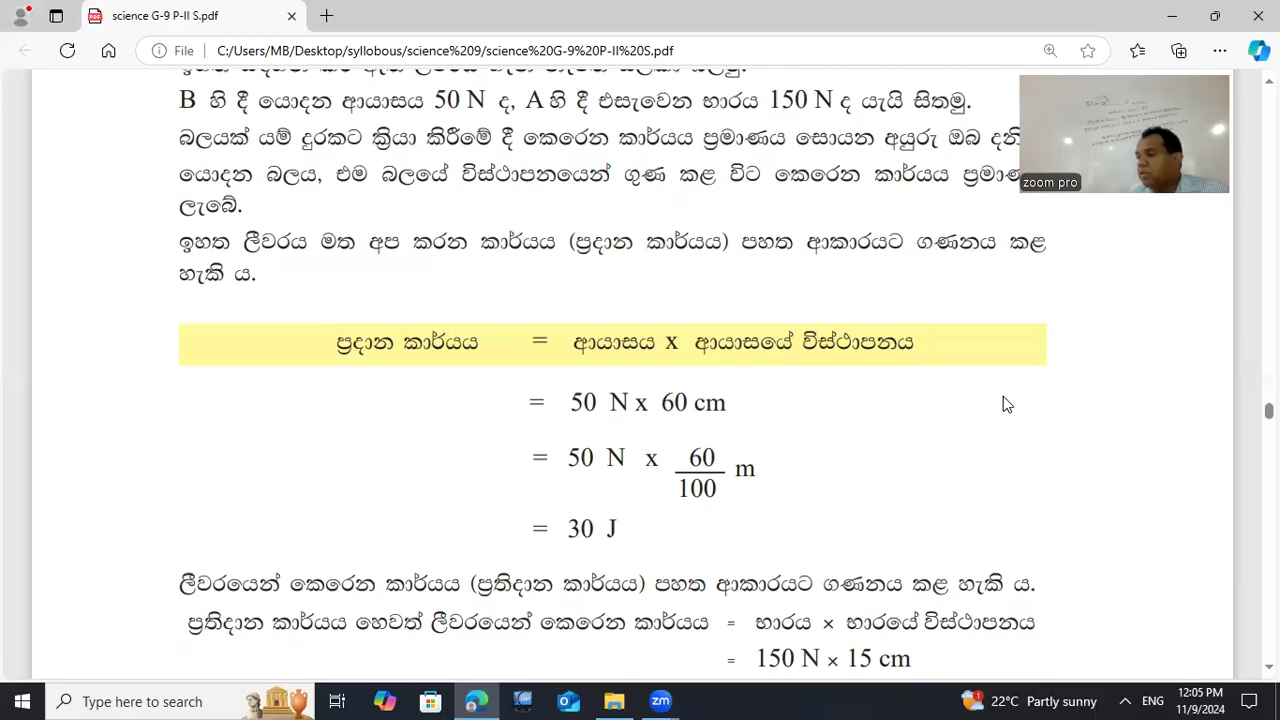 science G-9 P-II S.pdf
File
C:/Users/MB/Desktop/syllobous/science%209/science%20G-9%20P-II%20S.pdf
B හි දී යොදන ආයාසය 50 N ද, A හි දී එසැවෙන භාරය 150 N ද යැයි සිතමු.
බලයක් යම් දුරකට ක්‍රියා කිරීමේ දී කෙරෙන කාර්යය ප්‍රමාණය සොයන අයුරු ඔබ දනි
යොදන බලය, එම බලයේ විස්ථාපනයෙන් ගුණ කළ විට කෙරෙන කාර්යය ප්‍රමාණ
ලැබේ.
ඉහත ලීවරය මත අප කරන කාර්යය (ප්‍රදාන කාර්යය) පහත ආකාරයට ගණනය කළ
හැකි ය.
ප්‍රදාන කාර්යය = ආයාසය x ආයාසයේ විස්ථාපනය
= 50 N x 60 cm
= 50 N x 60/100 m
= 30 J
ලීවරයෙන් කෙරෙන කාර්යය (ප්‍රතිදාන කාර්යය) පහත ආකාරයට ගණනය කළ හැකි ය.
ප්‍රතිදාන කාර්යය හෙවත් ලීවරයෙන් කෙරෙන කාර්යය = භාරය × භාරයේ විස්ථාපනය
= 150 N × 15 cm
zoom pro
Type here to search
22°C Partly sunny
ENG
12:05 PM
11/9/2024